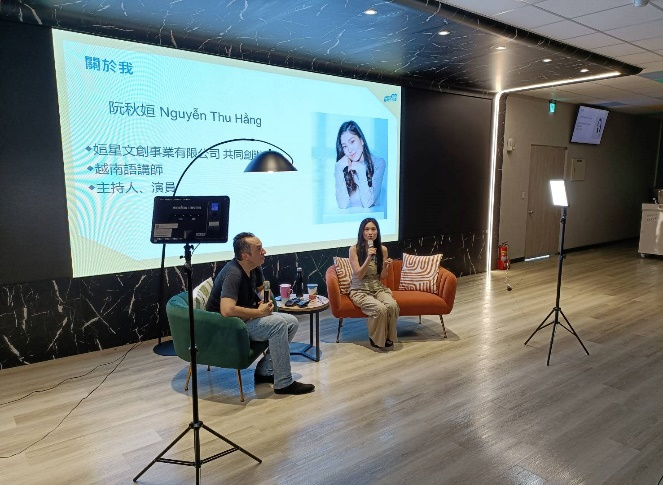 關於我
阮秋姮 Nguyễn Thu Hằng
◆姮星文創事業有限公司 共同創辦
◆越南語講師
◆主持人、演員